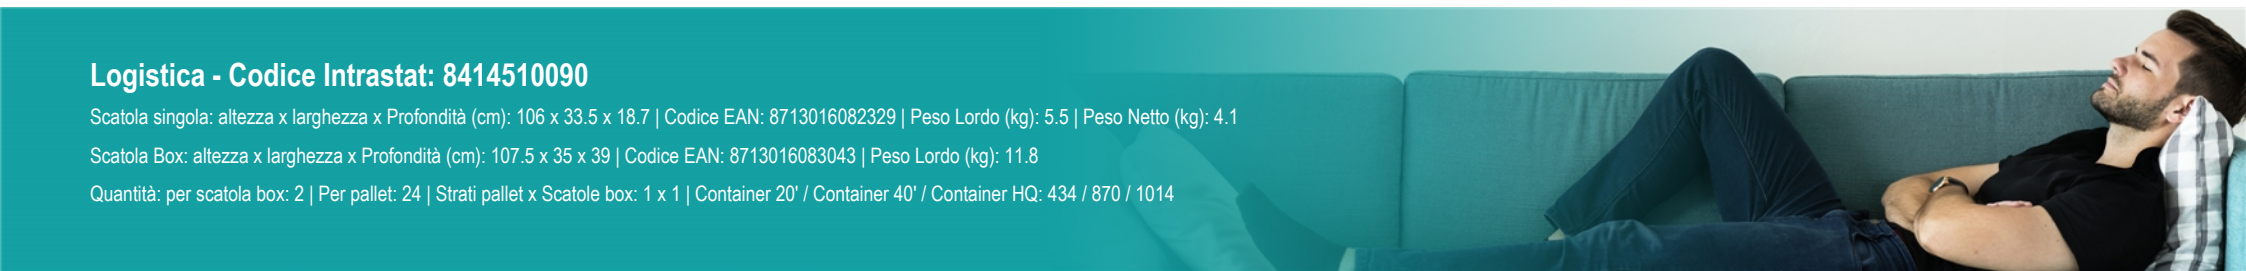 Logistica - Codice Intrastat: 8414510090
Scatola singola: altezza x larghezza x Profondità (cm): 106 x 33.5 x 18.7 | Codice EAN: 8713016082329 | Peso Lordo (kg): 5.5 | Peso Netto (kg): 4.1
Scatola Box: altezza x larghezza x Profondità (cm): 107.5 x 35 x 39 | Codice EAN: 8713016083043 | Peso Lordo (kg): 11.8
Quantità: per scatola box: 2 | Per pallet: 24 | Strati pallet x Scatole box: 1 x 1 | Container 20' / Container 40' / Container HQ: 434 / 870 / 1014